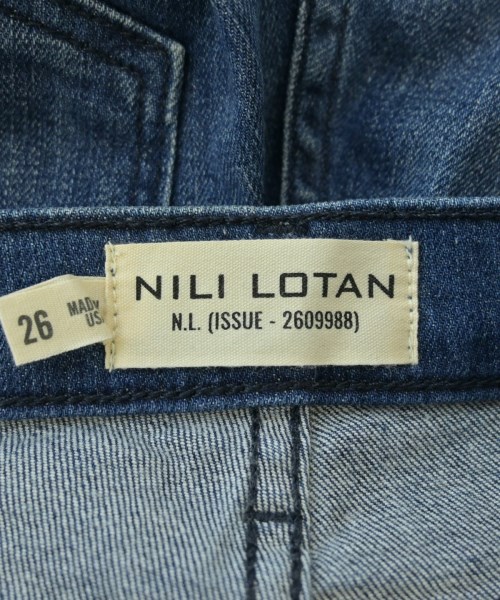 NILI LOTAN
N.L. (ISSUE - 2609988)
26
MADE
US